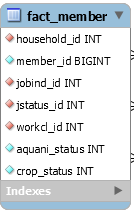 fact_member
household_id INT
member_id BIGINT
jobind_id INT
jstatus_id INT
workcl_id INT
aquani_status INT
crop_status INT
Indexes